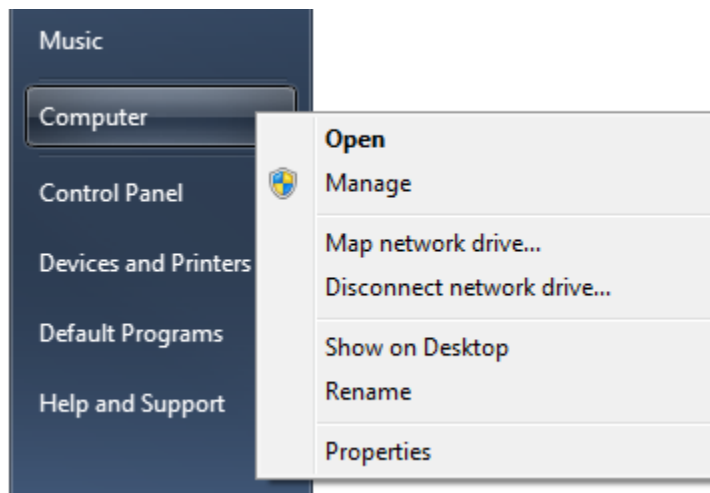 Music
Computer
Control Panel
Devices and Printers
Default Programs
Help and Support
Open
Manage
Map network drive...
Disconnect network drive...
Show on Desktop
Rename
Properties